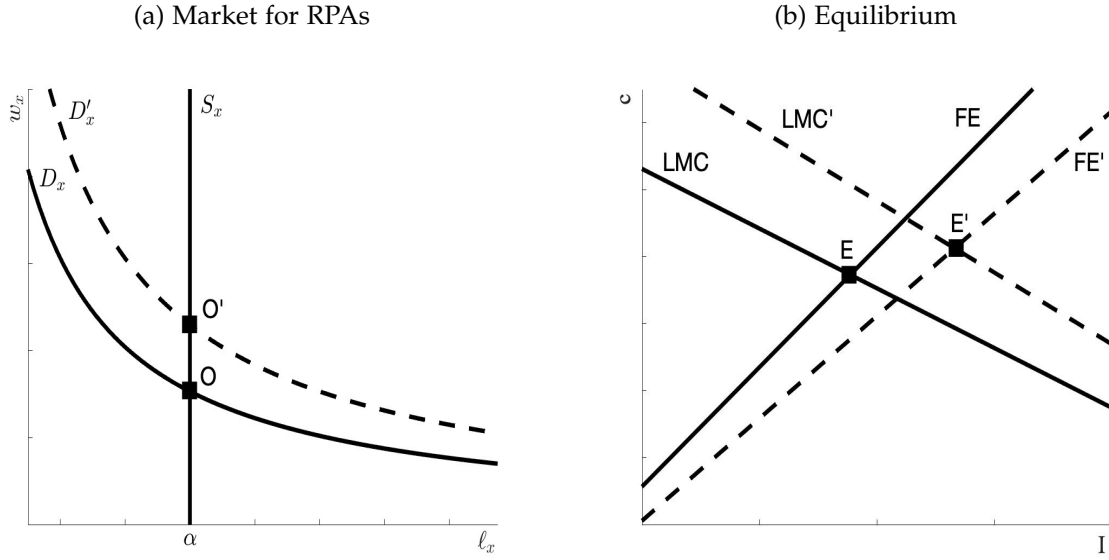 (a) Market for RPAs
w_x
D'_x
S_x
D_x
O'
O
α
ℓ_x
(b) Equilibrium
c
LMC'
FE
LMC
FE'
E
E'
I